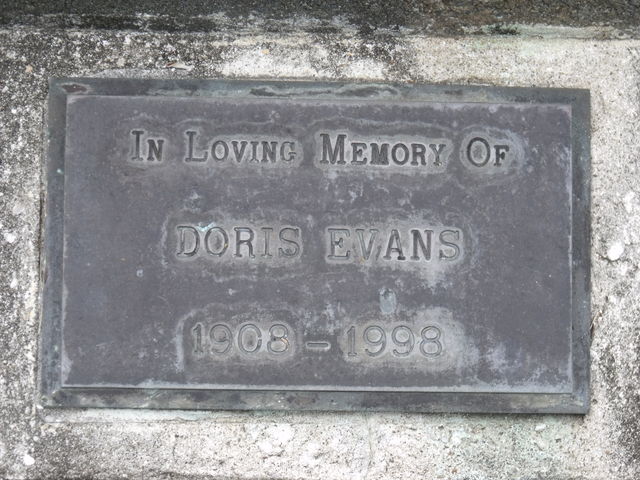 In Loving Memory Of
DORIS EVANS
1908 - 1998